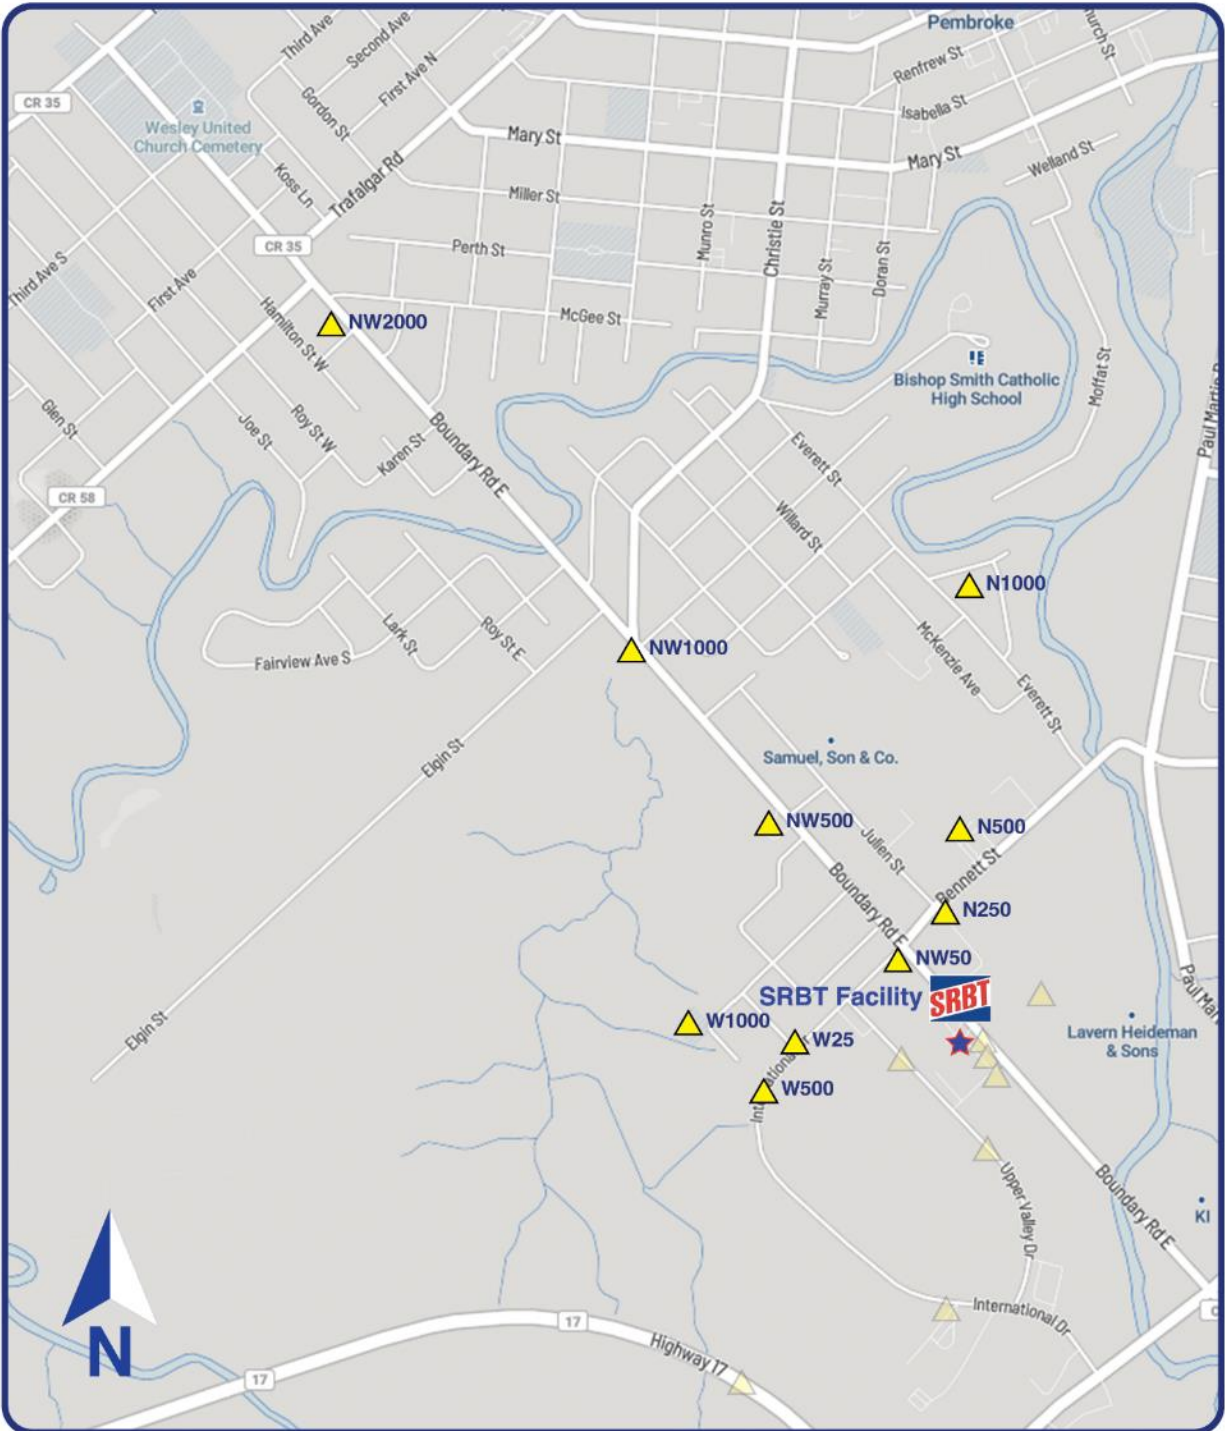 Pembroke
Third Ave
Second Ave
First Ave N
Renfrew St
CR 35
Gordon St
Isabella St
Wesley United
Church Cemetery
Mary St
Mary St
Welland St
Koss Ln
Trafalgar Rd
Miller St
Munro St
Christie St
CR 35
Perth St
Murray St
Doran St
Third Ave S
First Ave
Hamilton St W
NW2000
McGee St
Bishop Smith Catholic
High School
Moffat St
Glen St
Joe St
Roy St W
Karen St
Boundary Rd E
Everett St
CR 58
Willard St
N1000
Lark St
Roy St E
NW1000
McKenzie Ave
Fairview Ave S
Everett St
Elgin St
Samuel, Son & Co.
NW500
N500
Julien St
Bennett St
Boundary Rd E
N250
NW50
SRBT Facility
SRBT
Elgin St
W1000
W25
Lavern Heideman
& Sons
W500
Boundary Rd E
Upper Valley Dr
KI
International Dr
17
Highway 17
17
N